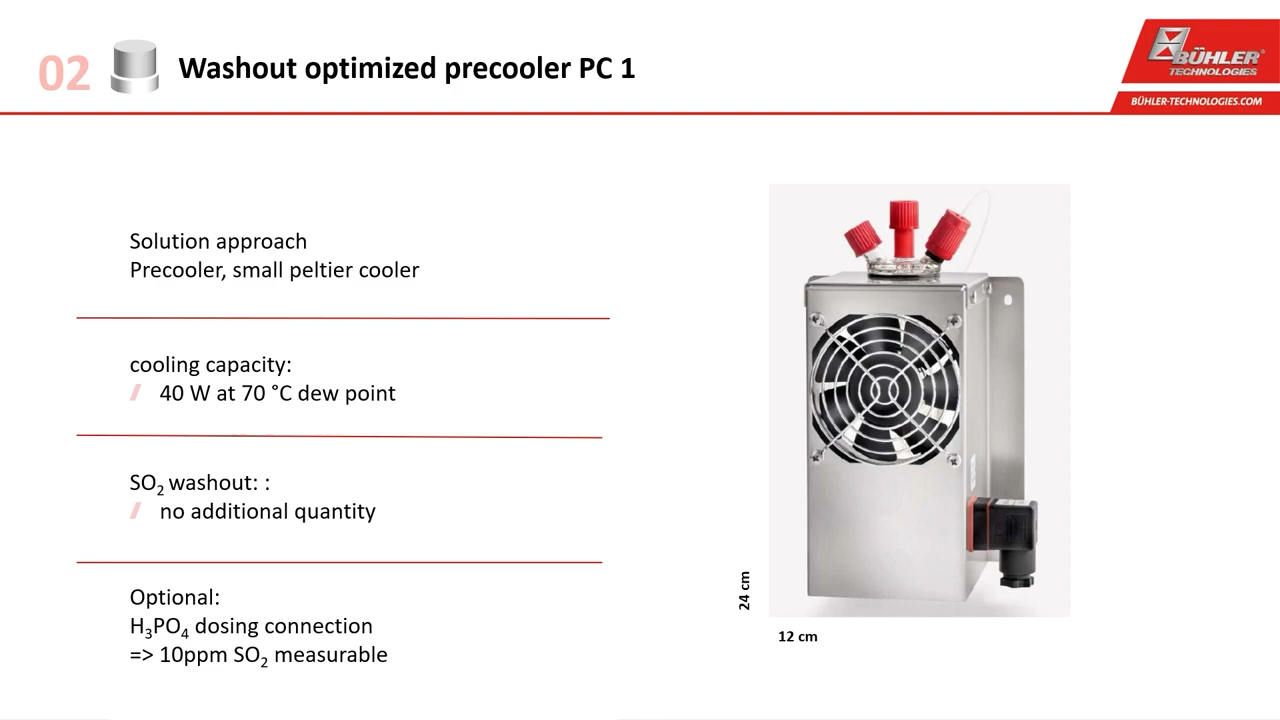 02
Washout optimized precooler PC 1
BÜHLER®
TECHNOLOGIES
BÜHLER-TECHNOLOGIES.COM
Solution approach
Precooler, small peltier cooler
cooling capacity:
40 W at 70 °C dew point
SO₂ washout: :
no additional quantity
Optional:
H₃PO₄ dosing connection
=> 10ppm SO₂ measurable
24 cm
12 cm